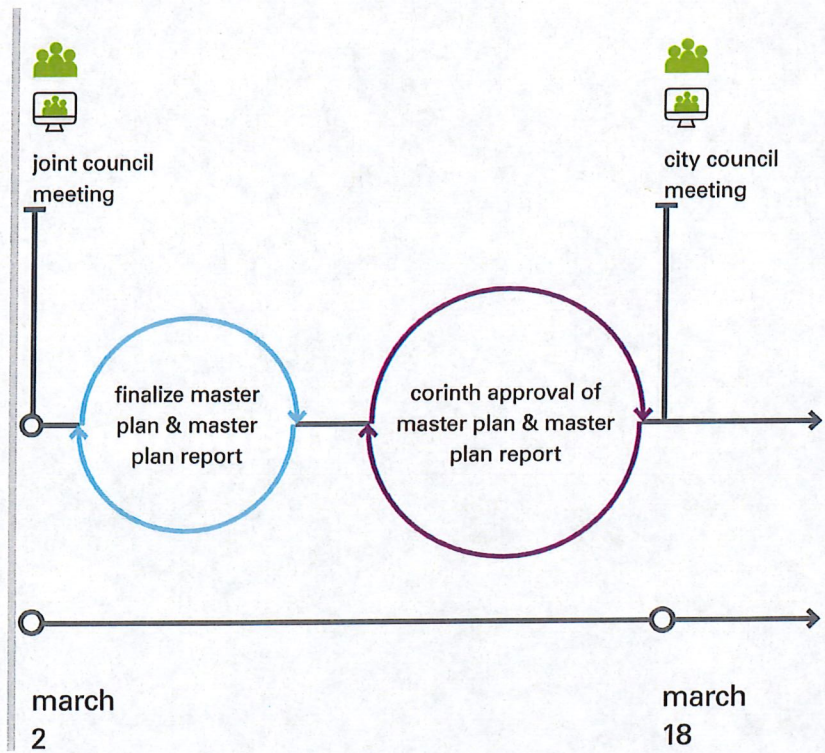 joint council
meeting
city council
meeting
finalize master
plan & master
plan report
corinth approval of
master plan & master
plan report
march
2
march
18